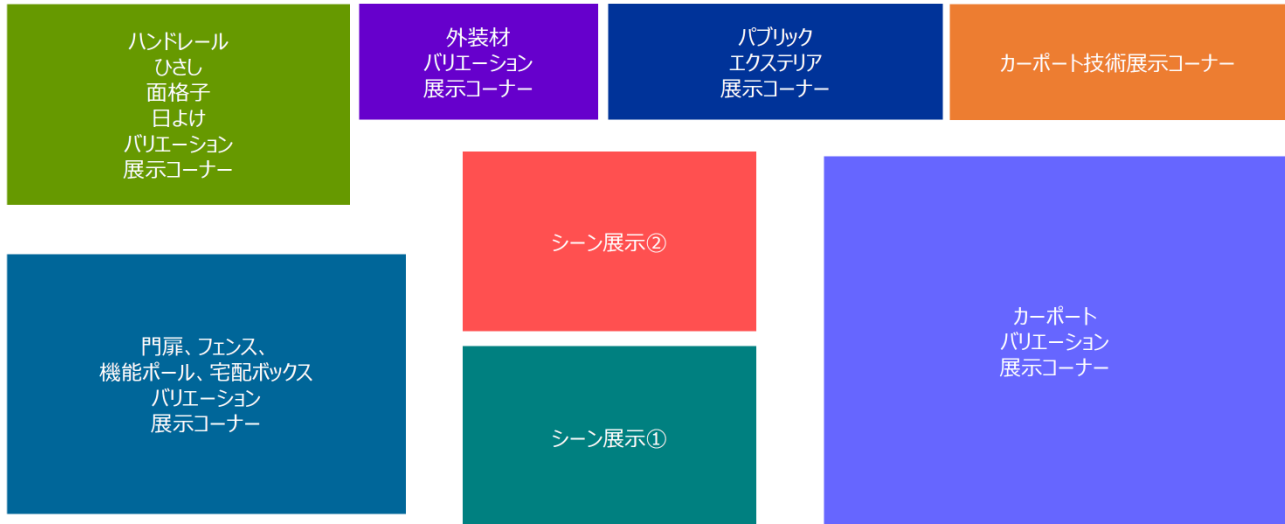 ハンドレール
ひさし
面格子
日よけ
バリエーション
展示コーナー
外装材
バリエーション
展示コーナー
パブリック
エクステリア
展示コーナー
カーポート技術展示コーナー
シーン展示②
カーポート
バリエーション
展示コーナー
門扉、フェンス、
機能ポール、宅配ボックス
バリエーション
展示コーナー
シーン展示①